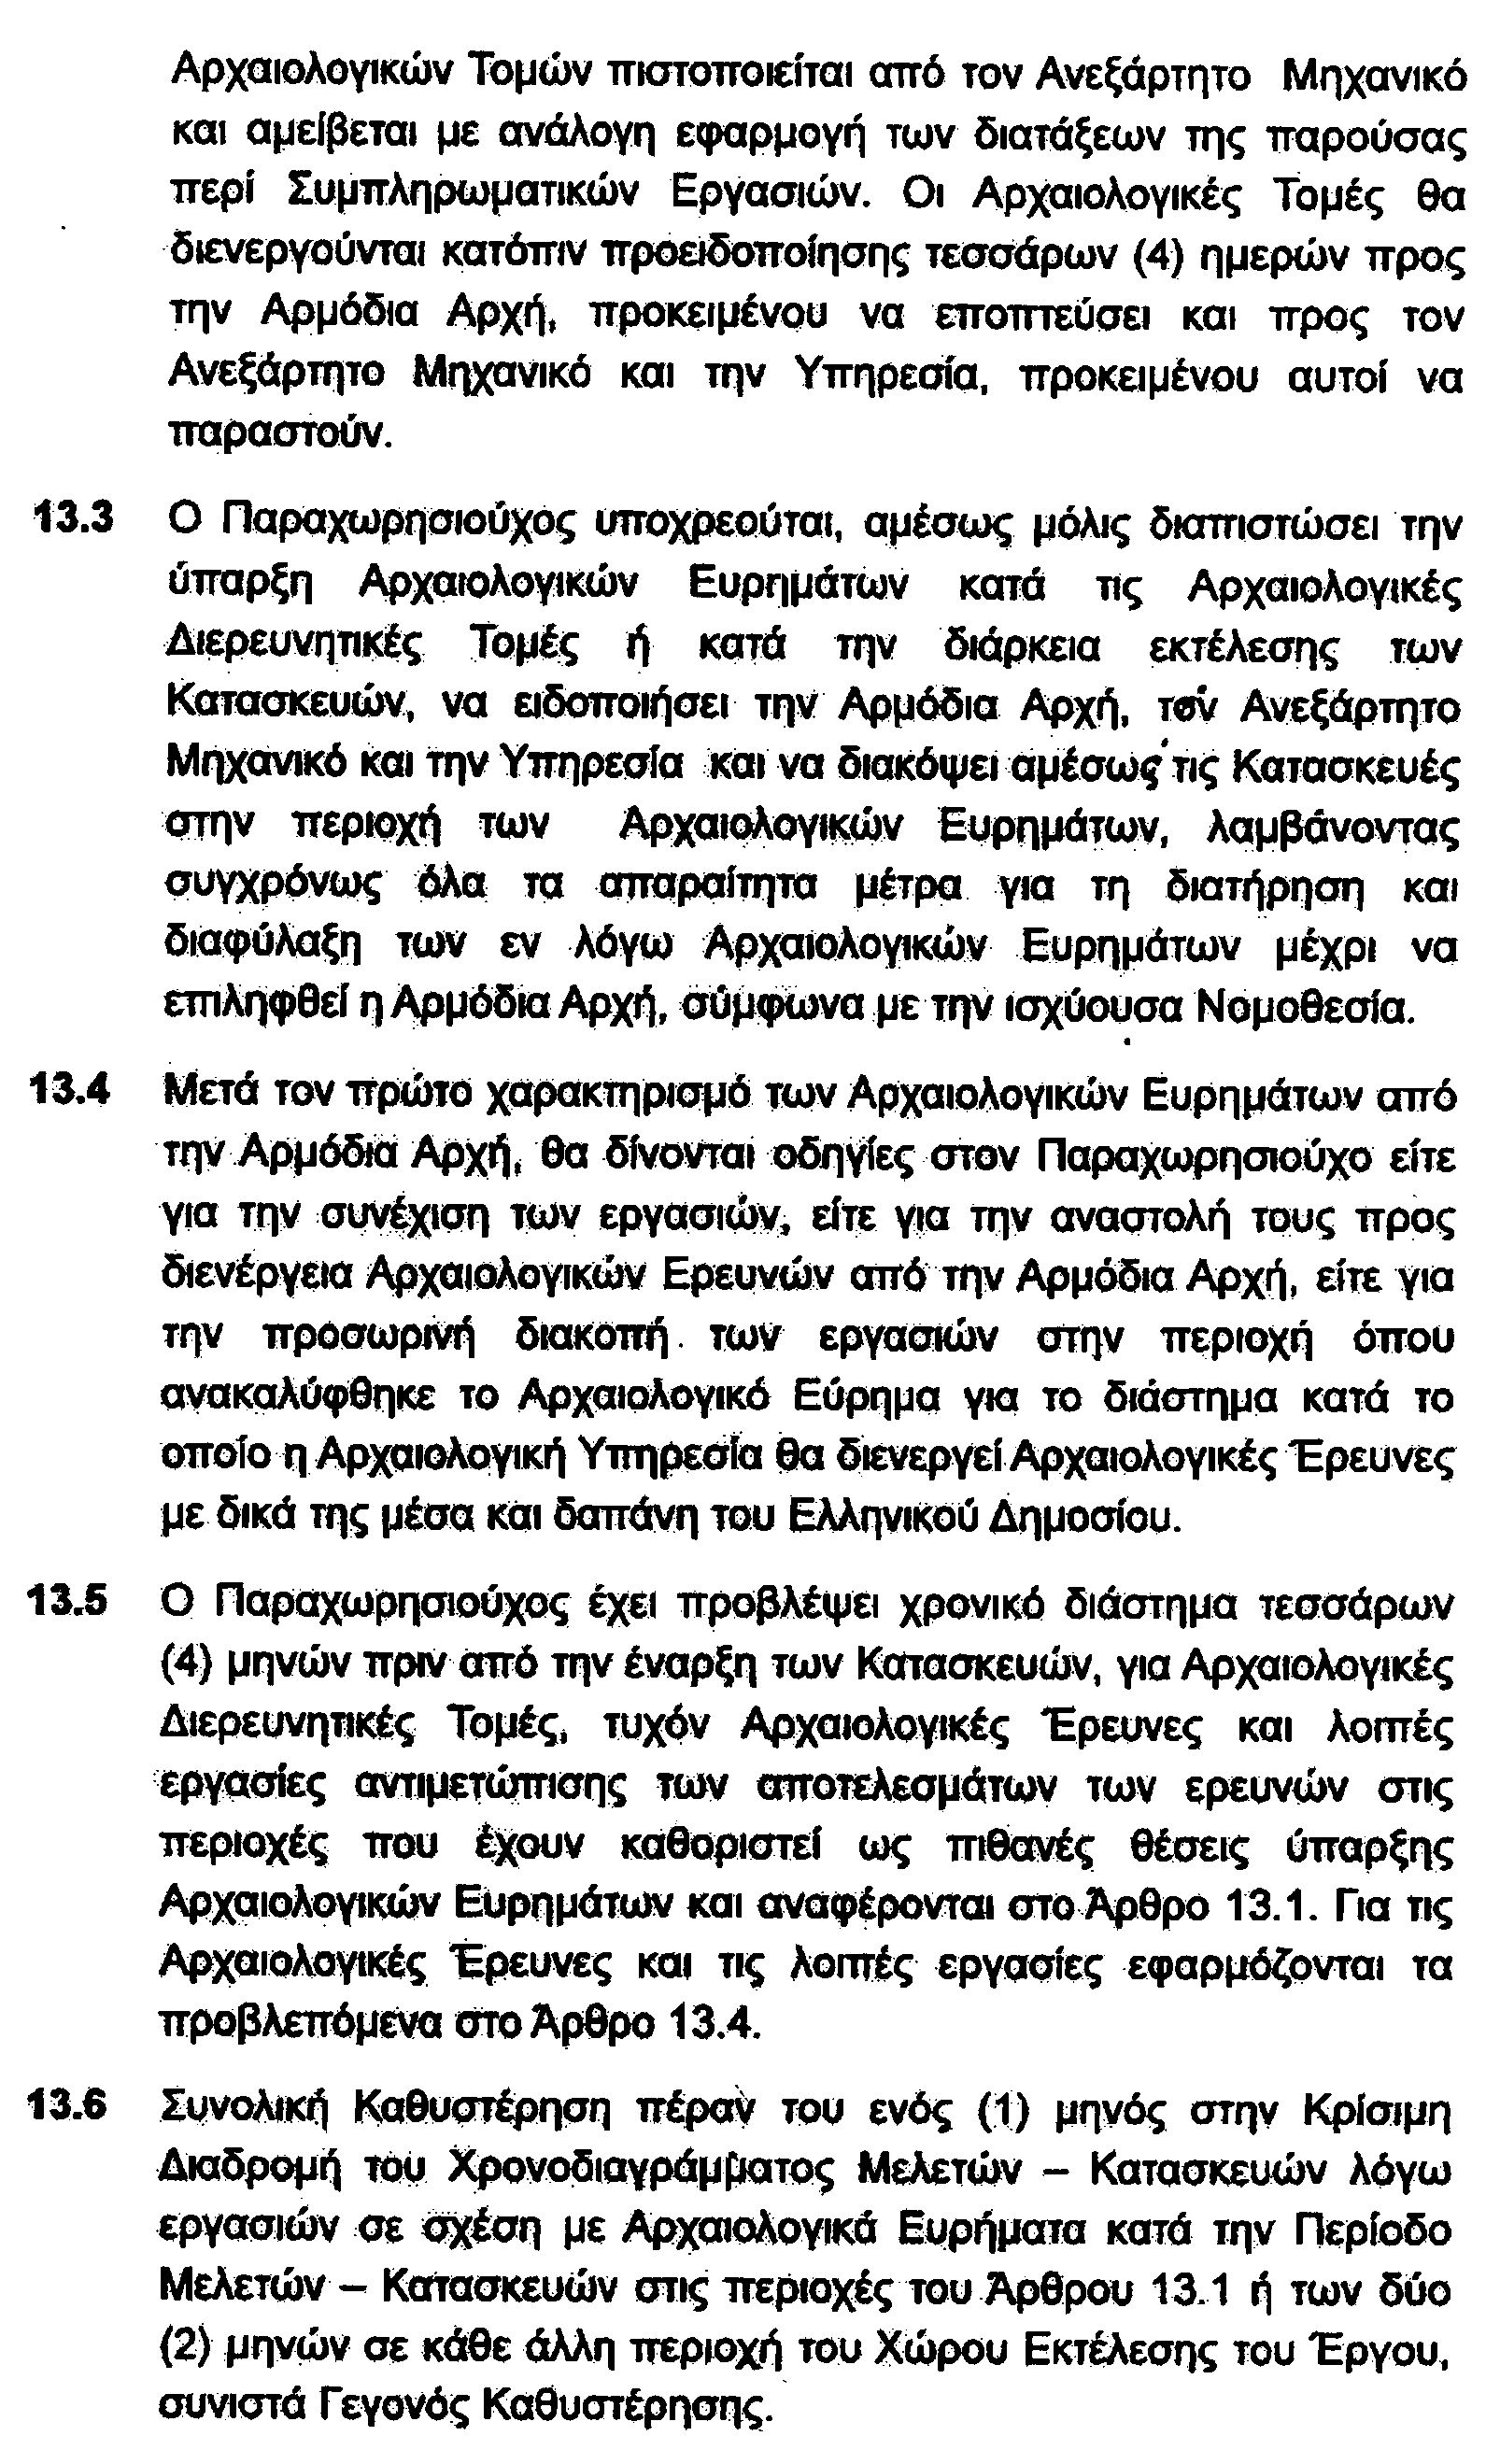 Αρχαιολογικών Τομών πιστοποιείται από τον Ανεξάρτητο Μηχανικό
και αμείβεται με ανάλογη εφαρμογή των διατάξεων της παρούσας
περί Συμπληρωματικών Εργασιών. Οι Αρχαιολογικές Τομές θα
διενεργούνται κατόπιν προειδοποίησης τεσσάρων (4) ημερών προς
την Αρμόδια Αρχή, προκειμένου να εποπτεύσει και προς τον
Ανεξάρτητο Μηχανικό και την Υπηρεσία, προκειμένου αυτοί να
παραστούν.
13.3 Ο Παραχωρησιούχος υποχρεούται, αμέσως μόλις διαπιστώσει την
ύπαρξη Αρχαιολογικών Ευρημάτων κατά τις Αρχαιολογικές
Διερευνητικές Τομές ή κατά την διάρκεια εκτέλεσης των
Κατασκευών, να ειδοποιήσει την Αρμόδια Αρχή, τον Ανεξάρτητο
Μηχανικό και την Υπηρεσία και να διακόψει αμέσως τις Κατασκευές
στην περιοχή των Αρχαιολογικών Ευρημάτων, λαμβάνοντας
συγχρόνως όλα τα απαραίτητα μέτρα για τη διατήρηση και
διαφύλαξη των εν λόγω Αρχαιολογικών Ευρημάτων μέχρι να
επιληφθεί η Αρμόδια Αρχή, σύμφωνα με την ισχύουσα Νομοθεσία.
13.4 Μετά τον πρώτο χαρακτηρισμό των Αρχαιολογικών Ευρημάτων από
την Αρμόδια Αρχή, θα δίνονται οδηγίες στον Παραχωρησιούχο είτε
για την συνέχιση των εργασιών, είτε για την αναστολή τους προς
διενέργεια Αρχαιολογικών Ερευνών από την Αρμόδια Αρχή, είτε για
την προσωρινή διακοπή των εργασιών στην περιοχή όπου
ανακαλύφθηκε το Αρχαιολογικό Εύρημα για το διάστημα κατά το
οποίο η Αρχαιολογική Υπηρεσία θα διενεργεί Αρχαιολογικές Έρευνες
με δικά της μέσα και δαπάνη του Ελληνικού Δημοσίου.
13.5 Ο Παραχωρησιούχος έχει προβλέψει χρονικό διάστημα τεσσάρων
(4) μηνών πριν από την έναρξη των Κατασκευών, για Αρχαιολογικές
Διερευνητικές Τομές, τυχόν Αρχαιολογικές Έρευνες και λοιπές
εργασίες αντιμετώπισης των αποτελεσμάτων των ερευνών στις
περιοχές που έχουν καθοριστεί ως πιθανές θέσεις ύπαρξης
Αρχαιολογικών Ευρημάτων και αναφέρονται στο Άρθρο 13.1. Για τις
Αρχαιολογικές Έρευνες και τις λοιπές εργασίες εφαρμόζονται τα
προβλεπόμενα στο Άρθρο 13.4.
13.6 Συνολική Καθυστέρηση πέραν του ενός (1) μηνός στην Κρίσιμη
Διαδρομή του Χρονοδιαγράμματος Μελετών – Κατασκευών λόγω
εργασιών σε σχέση με Αρχαιολογικά Ευρήματα κατά την Περίοδο
Μελετών – Κατασκευών στις περιοχές του Άρθρου 13.1 ή των δύο
(2) μηνών σε κάθε άλλη περιοχή του Χώρου Εκτέλεσης του Έργου,
συνιστά Γεγονός Καθυστέρησης.